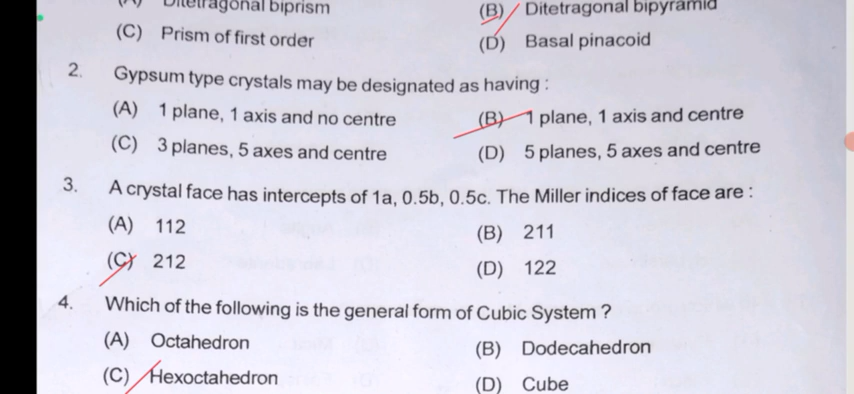 (A) Ditetragonal biprism (B) Ditetragonal bipyramid
(C) Prism of first order (D) Basal pinacoid
2. Gypsum type crystals may be designated as having :
(A) 1 plane, 1 axis and no centre (B) 1 plane, 1 axis and centre
(C) 3 planes, 5 axes and centre (D) 5 planes, 5 axes and centre
3. A crystal face has intercepts of 1a, 0.5b, 0.5c. The Miller indices of face are :
(A) 112 (B) 211
(C) 212 (D) 122
4. Which of the following is the general form of Cubic System ?
(A) Octahedron (B) Dodecahedron
(C) Hexoctahedron (D) Cube